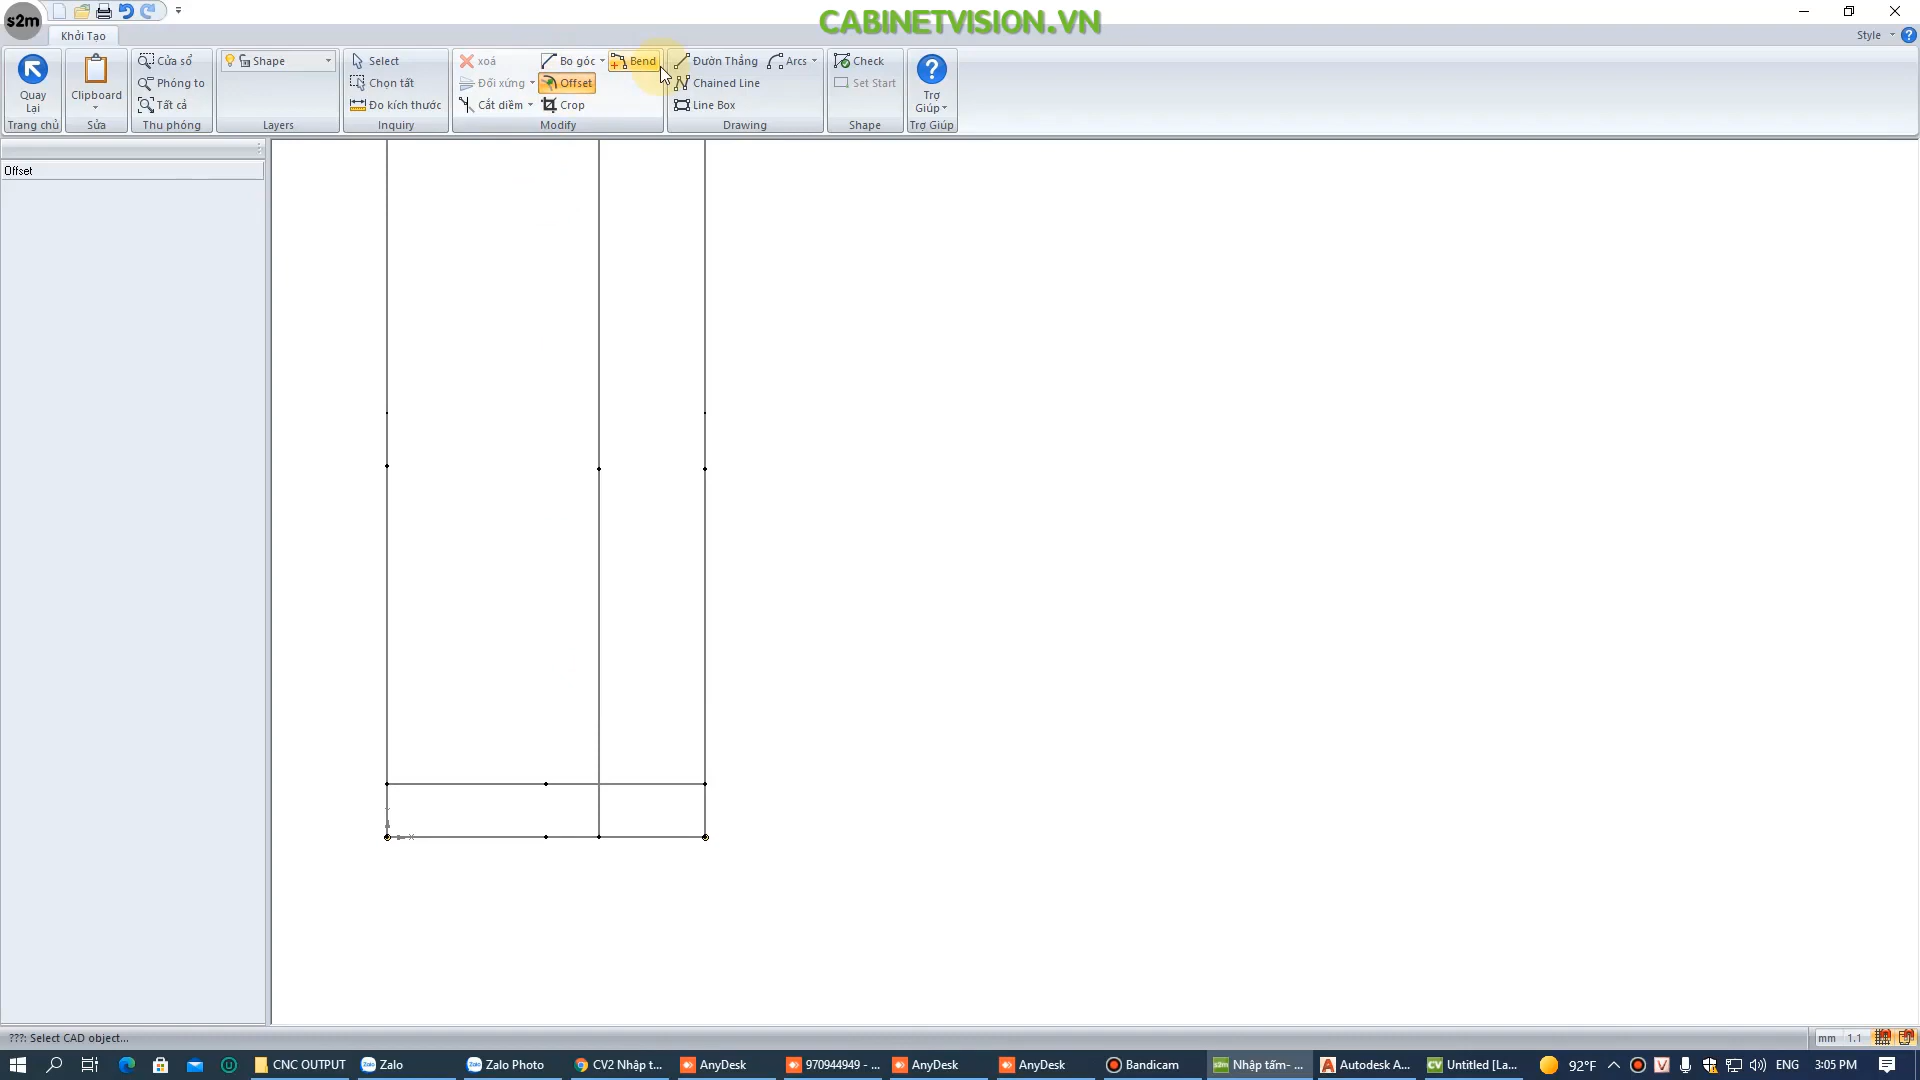 CABINETVISION.VN
s2m
Khởi Tạo
Style
Quay Lại
Trang chủ
Clipboard
Sửa
Cửa sổ
Phóng to
Tất cả
Thu phóng
Shape
Layers
Select
Chọn tất
Đo kích thước
Inquiry
xoá
Đối xứng
Cắt diềm
Bo góc
Offset
Crop
Bend
Modify
Đườn Thẳng
Arcs
Chained Line
Line Box
Drawing
Check
Set Start
Shape
Trợ Giúp
Trợ Giúp
Offset
X
???: Select CAD object...
mm
1.1
CNC OUTPUT
Zalo
Zalo Photo
CV2 Nhập t...
AnyDesk
970944949 - ...
AnyDesk
AnyDesk
Bandicam
Nhập tấm- ...
Autodesk A...
Untitled [La...
92°F
ENG
3:05 PM